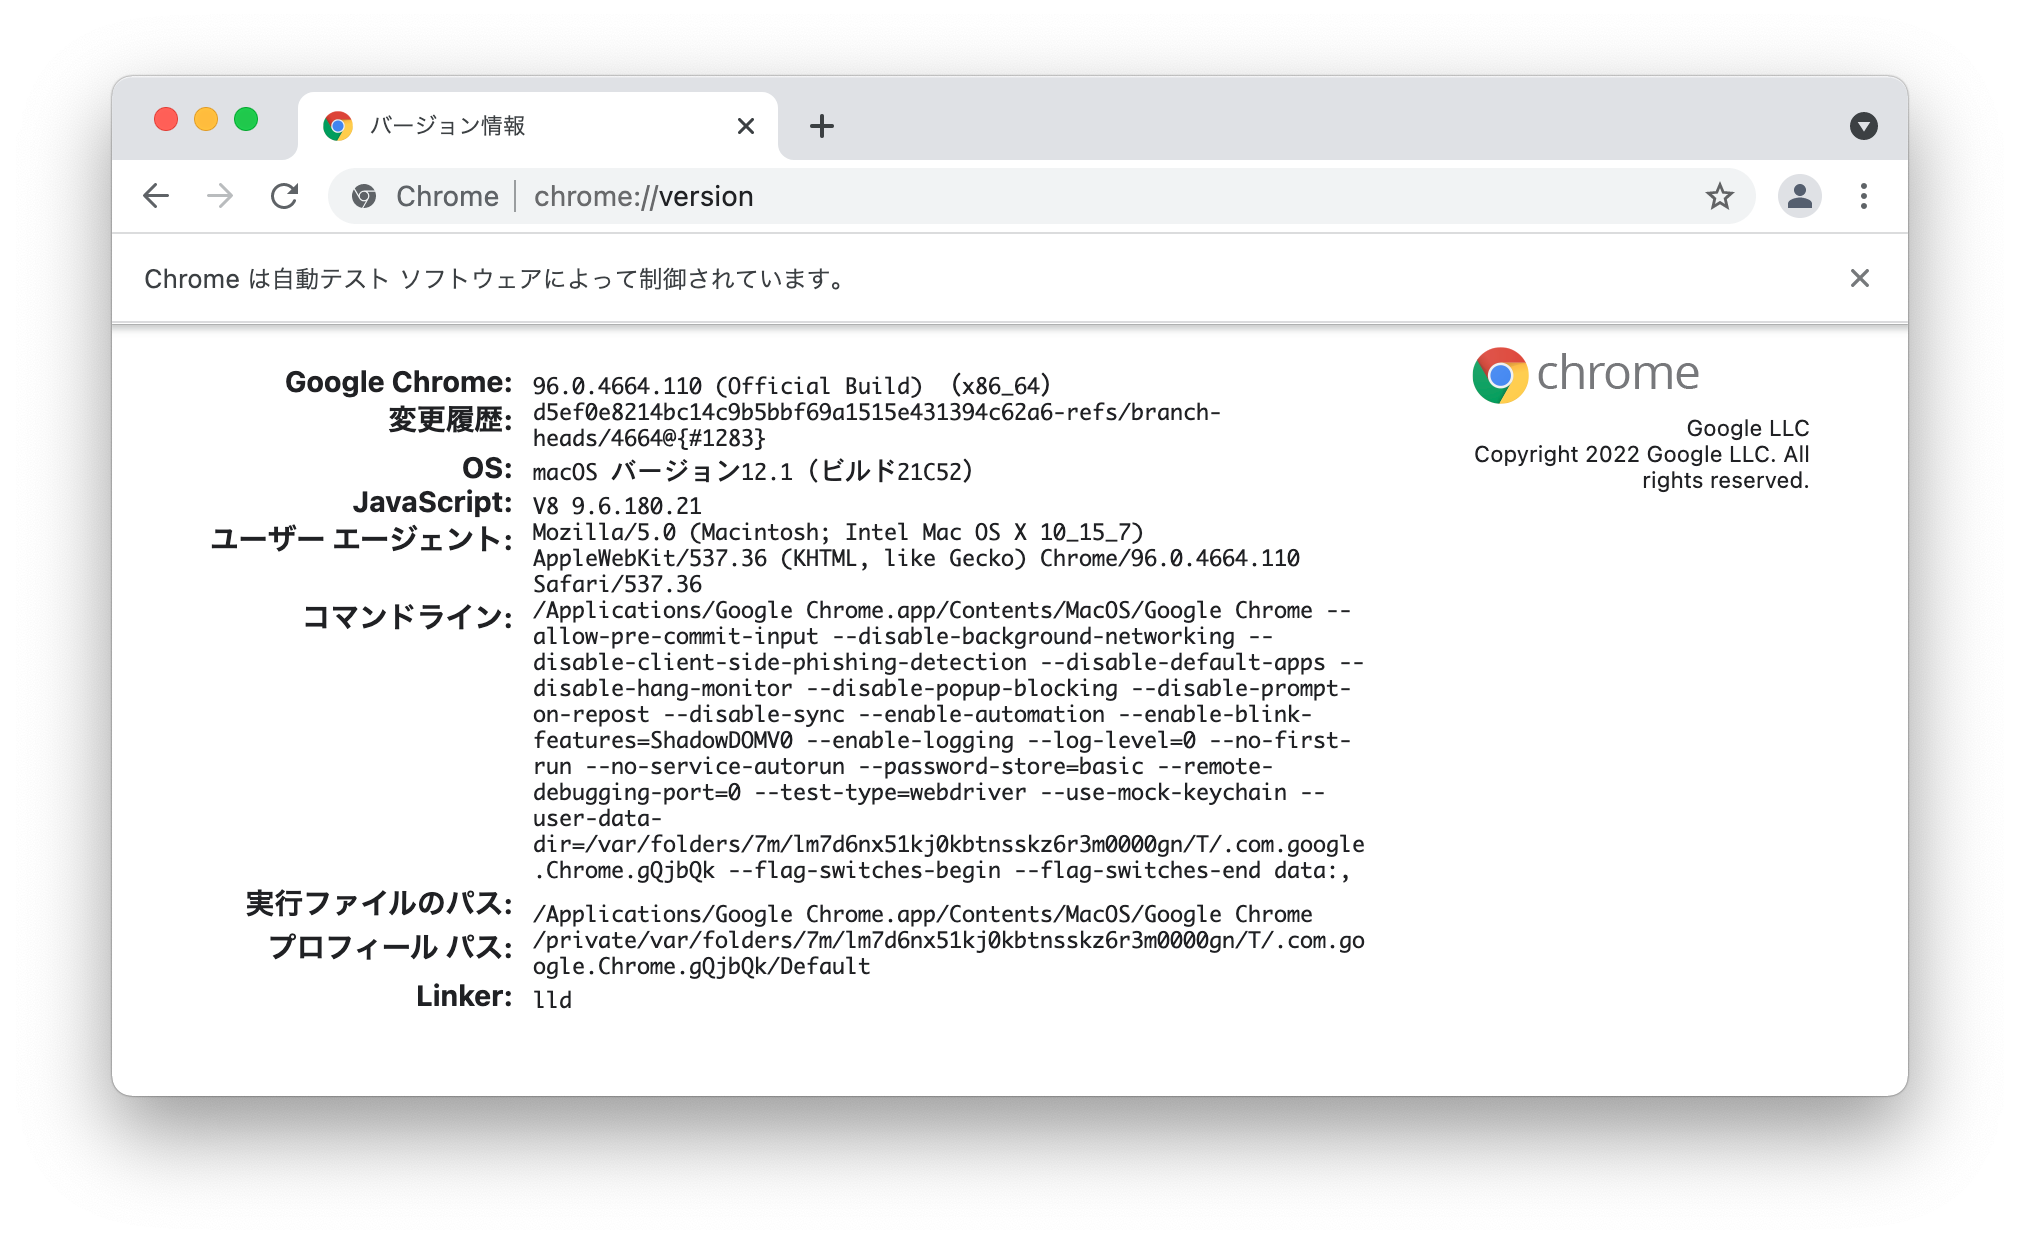 バージョン情報
Chrome chrome://version
Chrome は自動テスト ソフトウェアによって制御されています。
chrome
Google LLC
Copyright 2022 Google LLC. All
rights reserved.
Google Chrome: 96.0.4664.110 (Official Build) （x86_64）
変更履歴: d5ef0e8214bc14c9b5bbf69a1515e431394c62a6-refs/branch-
heads/4664@{#1283}
OS: macOS バージョン12.1（ビルド21C52）
JavaScript: V8 9.6.180.21
ユーザー エージェント: Mozilla/5.0 (Macintosh; Intel Mac OS X 10_15_7)
AppleWebKit/537.36 (KHTML, like Gecko) Chrome/96.0.4664.110
Safari/537.36
コマンドライン: /Applications/Google Chrome.app/Contents/MacOS/Google Chrome --
allow-pre-commit-input --disable-background-networking --
disable-client-side-phishing-detection --disable-default-apps --
disable-hang-monitor --disable-popup-blocking --disable-prompt-
on-repost --disable-sync --enable-automation --enable-blink-
features=ShadowDOMV0 --enable-logging --log-level=0 --no-first-
run --no-service-autorun --password-store=basic --remote-
debugging-port=0 --test-type=webdriver --use-mock-keychain --
user-data-
dir=/var/folders/7m/lm7d6nx51kj0kbtnsskz6r3m0000gn/T/.com.google
.Chrome.gQjbQk --flag-switches-begin --flag-switches-end data:,
実行ファイルのパス: /Applications/Google Chrome.app/Contents/MacOS/Google Chrome
プロフィール パス: /private/var/folders/7m/lm7d6nx51kj0kbtnsskz6r3m0000gn/T/.com.go
ogle.Chrome.gQjbQk/Default
Linker: lld